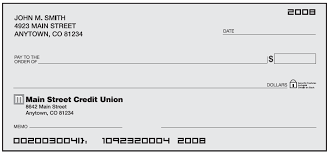 2008
JOHN M. SMITH
4923 MAIN STREET
ANYTOWN, CO 81234
DATE
PAY TO THE
ORDER OF
$
DOLLARS
Main Street Credit Union
8642 Main Street
Anytown, CO 81234
MEMO
0020030041 1092320004 2008